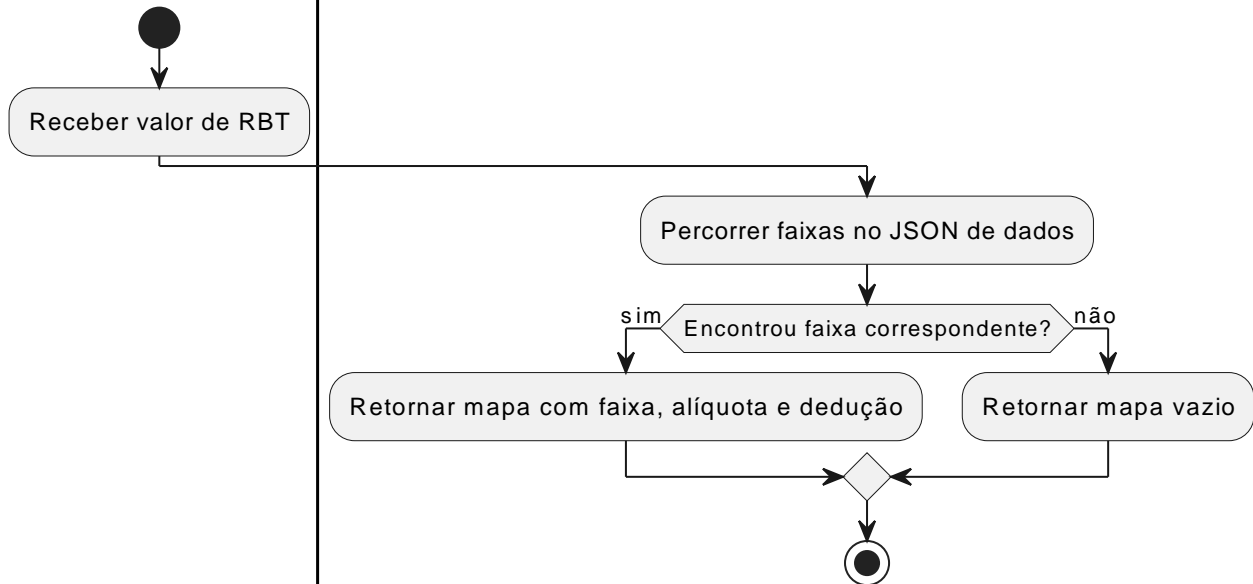 Receber valor de RBT
Percorrer faixas no JSON de dados
sim
Encontrou faixa correspondente?
não
Retornar mapa com faixa, alíquota e dedução
Retornar mapa vazio